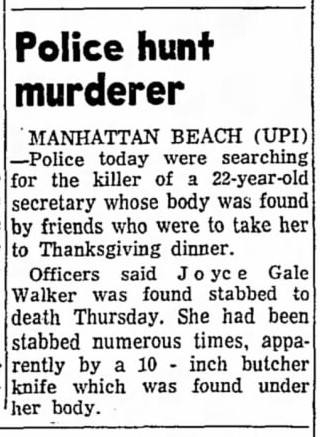 Police hunt
murderer
MANHATTAN BEACH (UPI)
—Police today were searching
for the killer of a 22-year-old
secretary whose body was found
by friends who were to take her
to Thanksgiving dinner.
Officers said Joyce Gale
Walker was found stabbed to
death Thursday. She had been
stabbed numerous times, appa-
rently by a 10 - inch butcher
knife which was found under
her body.